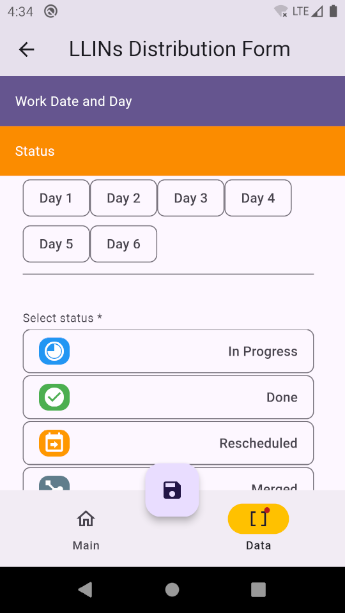 4:34
LTE
LLINs Distribution Form
Work Date and Day
Status
Day 1 Day 2 Day 3 Day 4
Day 5 Day 6
Select status *
In Progress
Done
Rescheduled
Merged
Main Data